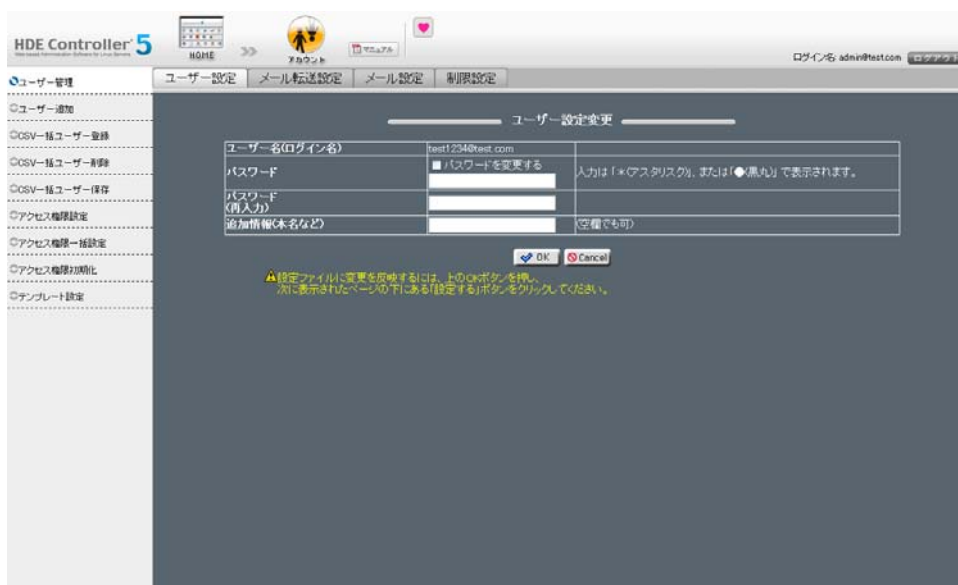 HDE Controller 5
HOME
アカウント
マニュアル
ログイン名: admin@test.com
ログアウト
ユーザー管理
ユーザー追加
CSV一括ユーザー登録
CSV一括ユーザー削除
CSV一括ユーザー保存
アクセス権限設定
アクセス権限一括設定
アクセス権限初期化
テンプレート設定
ユーザー設定
メール転送設定
メール設定
制限設定
ユーザー設定変更
ユーザー名(ログイン名)
test1234@test.com
パスワード
パスワードを変更する
入力は「*(アスタリスク)」、または「●(黒丸)」で表示されます。
パスワード
(再入力)
追加情報(本名など)
(空欄でも可)
OK
Cancel
設定ファイルに変更を反映するには、上のOKボタンを押し、
次に表示されたページの下にある「設定する」ボタンをクリックしてください。